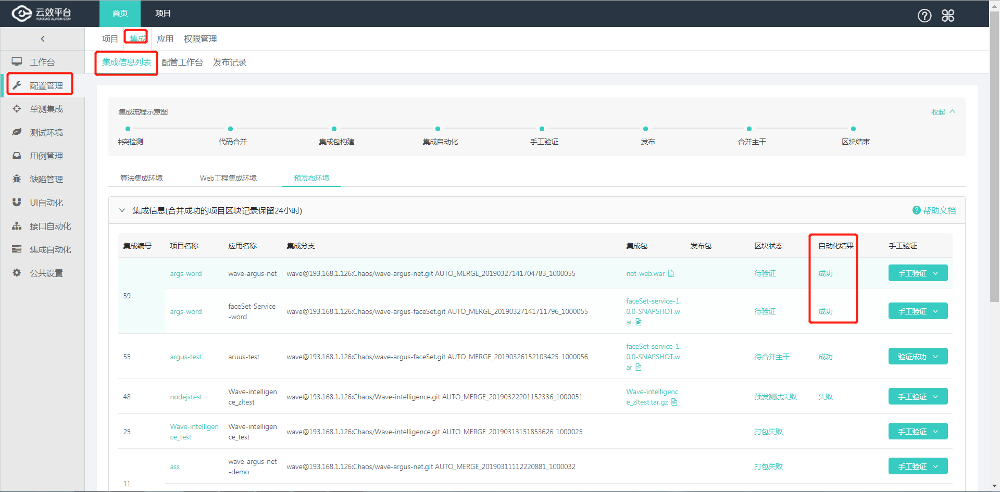 云效平台
YUNXIAO.ALIYUN.COM
首页
项目
项目
集成
应用
权限管理
集成信息列表
配管工作台
发布记录
工作台
配置管理
单测集成
测试环境
用例管理
缺陷管理
UI自动化
接口自动化
集成自动化
公共设置
集成流程示意图
收起
冲突检测
代码合并
集成包构建
集成自动化
手工验证
发布
合并主干
区块结束
算法集成环境
Web工程集成环境
预发布环境
集成信息(合并成功的项目区块记录保留24小时)
帮助文档
集成编号 项目名称 应用名称 集成分支 集成包 发布包 区块状态 自动化结果 手工验证
59
args-word wave-argus-net wave@193.168.1.126:Chaos/wave-argus-net.git AUTO_MERGE_20190327141704783_1000055 net-web.war 待验证 成功 手工验证
args-word
faceSet-Service
-word
wave@193.168.1.126:Chaos/wave-argus-faceSet.git AUTO_MERGE_20190327141711796_1000055
faceSet-service-1.
0.0-SNAPSHOT.w
ar
待验证 成功 手工验证
55 argus-test aruus-test wave@193.168.1.126:Chaos/wave-argus-faceSet.git AUTO_MERGE_20190326152103425_1000056
faceSet-service-1.
0.0-SNAPSHOT.w
ar
待合并主干 成功 验证成功
48 nodejstest
Wave-intelligen
ce_zltest
wave@193.168.1.126:Chaos/Wave-intelligence.git AUTO_MERGE_20190322201152336_1000051
Wave-intelligenc
e_zltest.tar.gz
预发测试失败 失败 手工验证
25
Wave-intelligen
ce_test
Wave-intelligen
ce_test
wave@193.168.1.126:Chaos/Wave-intelligence.git AUTO_MERGE_20190313151853626_1000025 打包失败 手工验证
11
ass
wave-argus-net
-demo
wave@193.168.1.126:Chaos/wave-argus-net.git AUTO_MERGE_20190311112220881_1000032 打包失败 手工验证